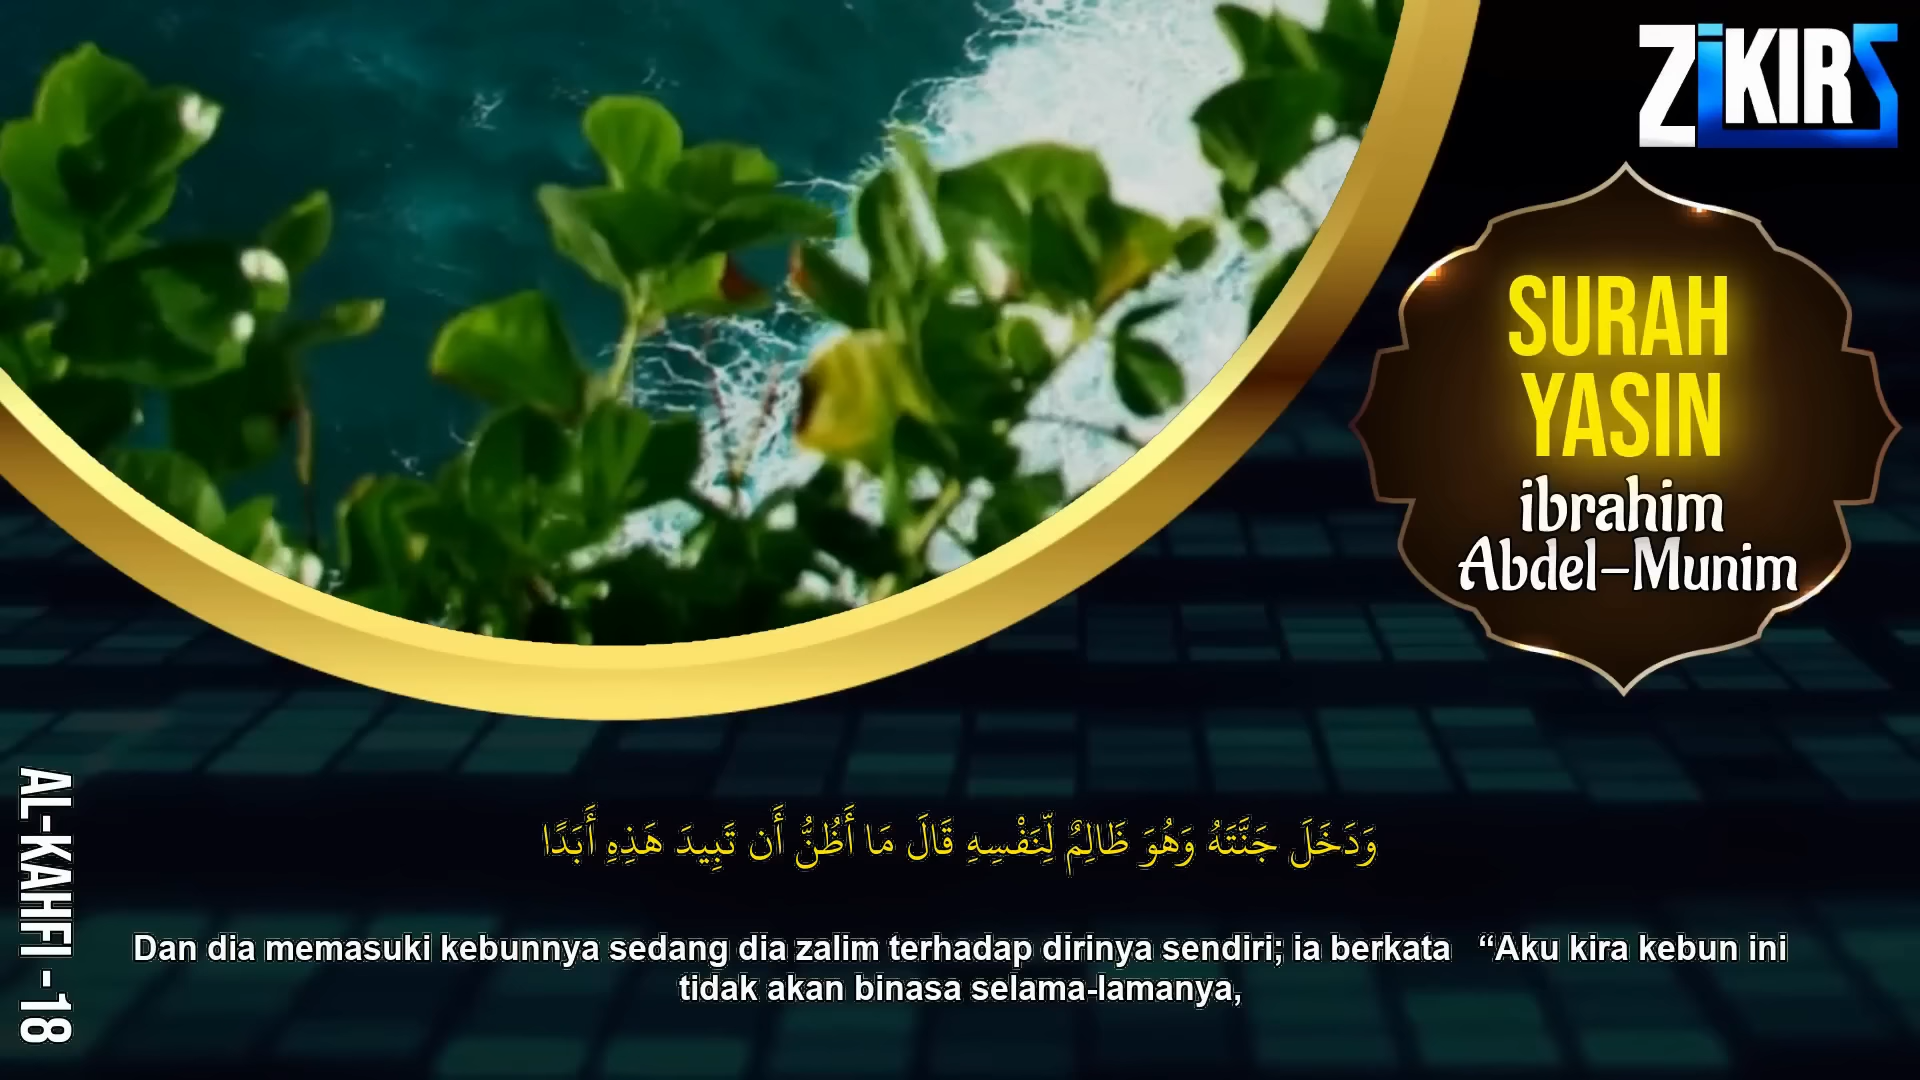 ZiKIRS
SURAH
YASIN
ibrahim
Abdel-Munim
AL-KAHFI - 18
وَدَخَلَ جَنَّتَهُ وَهُوَ ظَالِمٌ لِّنَفْسِهِ قَالَ مَا أَظُنُّ أَن تَبِيدَ هَذِهِ أَبَدًا
Dan dia memasuki kebunnya sedang dia zalim terhadap dirinya sendiri; ia berkata “Aku kira kebun ini
tidak akan binasa selama-lamanya,